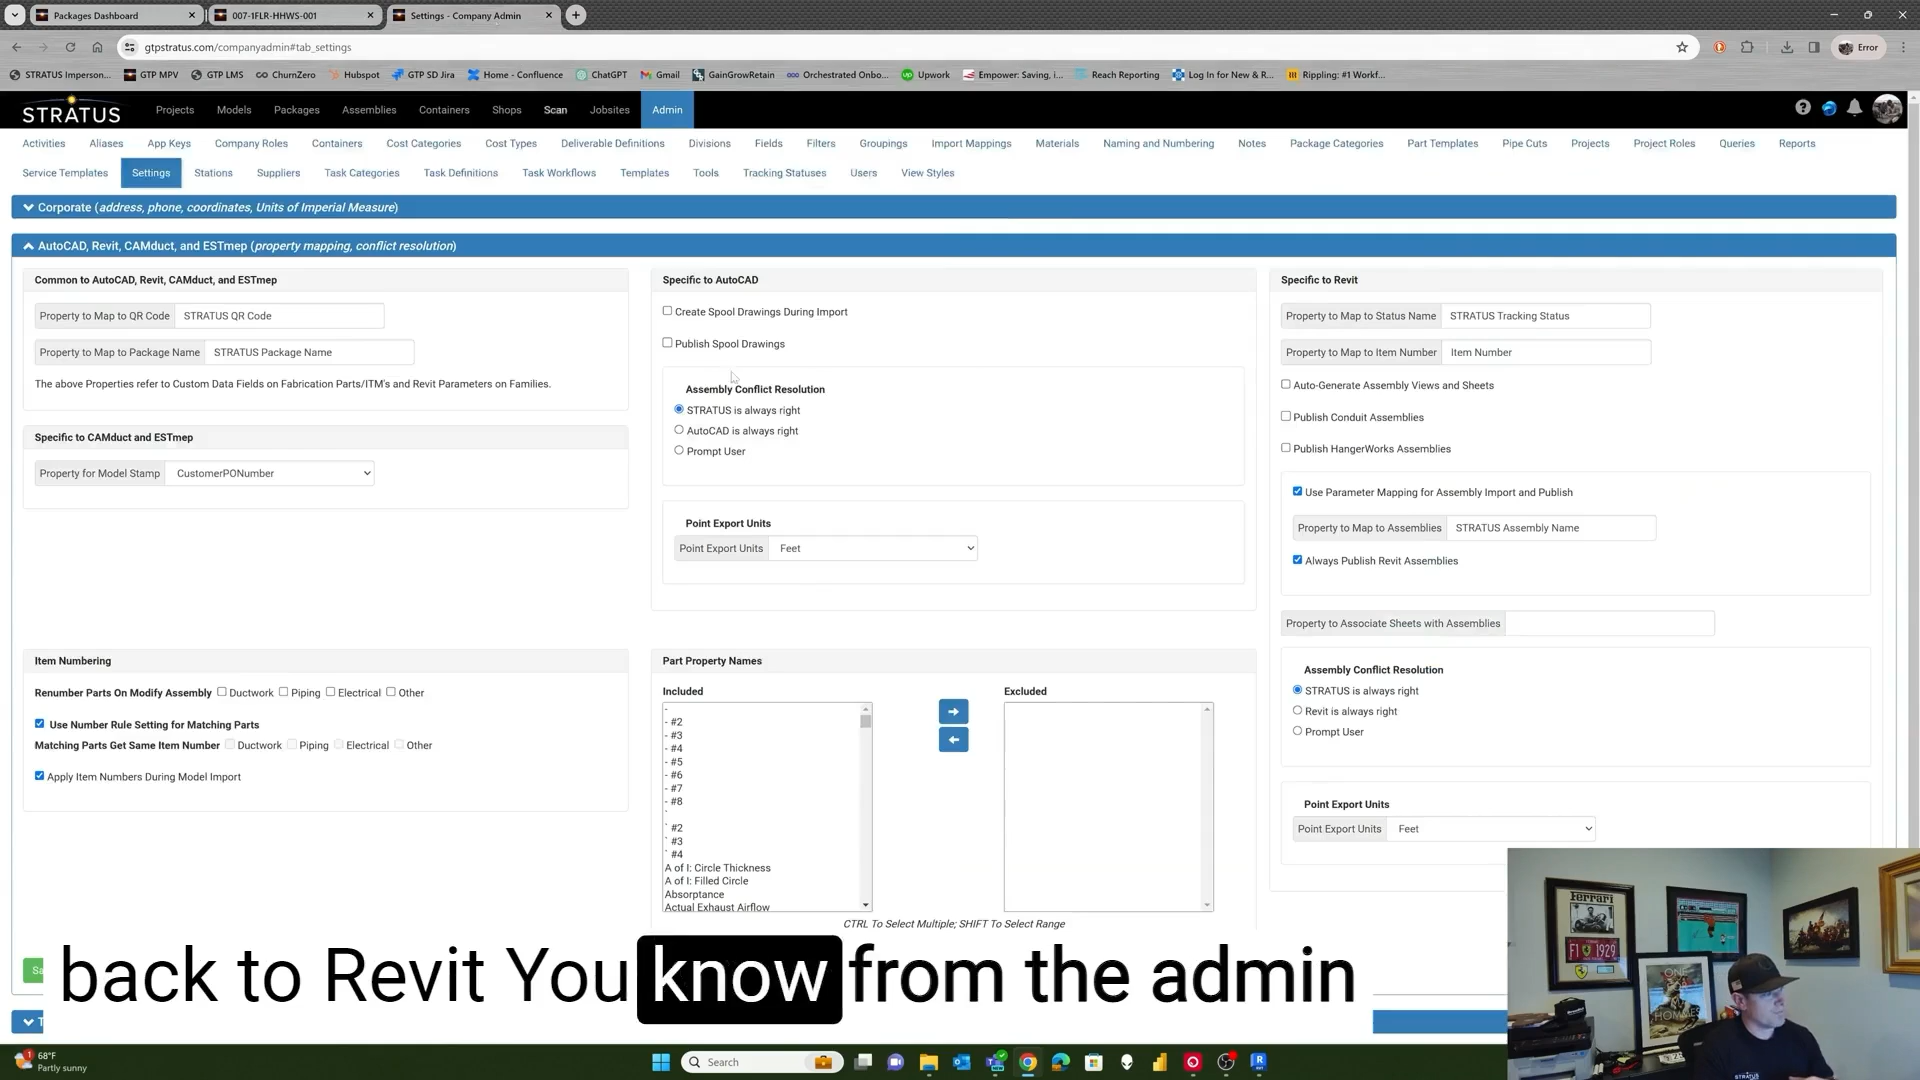 Packages Dashboard
007-1FLR-HHWS-001
Settings - Company Admin
gtpstratus.com/companyadmin#tab_settings
Error
STRATUS Imperson...
GTP MPV
GTP LMS
ChurnZero
Hubspot
GTP SD Jira
Home - Confluence
ChatGPT
Gmail
GainGrowRetain
Orchestrated Onbo...
Upwork
Empower: Saving, i...
Reach Reporting
Log In for New & R...
Rippling: #1 Workf...
STRATUS
Projects
Models
Packages
Assemblies
Containers
Shops
Scan
Jobsites
Admin
Activities
Aliases
App Keys
Company Roles
Containers
Cost Categories
Cost Types
Deliverable Definitions
Divisions
Fields
Filters
Groupings
Import Mappings
Materials
Naming and Numbering
Notes
Package Categories
Part Templates
Pipe Cuts
Projects
Project Roles
Queries
Reports
Service Templates
Settings
Stations
Suppliers
Task Categories
Task Definitions
Task Workflows
Templates
Tools
Tracking Statuses
Users
View Styles
Corporate (address, phone, coordinates, Units of Imperial Measure)
AutoCAD, Revit, CAMduct, and ESTmep (property mapping, conflict resolution)
Common to AutoCAD, Revit, CAMduct, and ESTmep
Property to Map to QR Code STRATUS QR Code
Property to Map to Package Name STRATUS Package Name
The above Properties refer to Custom Data Fields on Fabrication Parts/ITM's and Revit Parameters on Families.
Specific to CAMduct and ESTmep
Property for Model Stamp CustomerPONumber
Specific to AutoCAD
Create Spool Drawings During Import
Publish Spool Drawings
Assembly Conflict Resolution
STRATUS is always right
AutoCAD is always right
Prompt User
Point Export Units
Point Export Units Feet
Specific to Revit
Property to Map to Status Name STRATUS Tracking Status
Property to Map to Item Number Item Number
Auto-Generate Assembly Views and Sheets
Publish Conduit Assemblies
Publish HangerWorks Assemblies
Use Parameter Mapping for Assembly Import and Publish
Property to Map to Assemblies STRATUS Assembly Name
Always Publish Revit Assemblies
Property to Associate Sheets with Assemblies
Assembly Conflict Resolution
STRATUS is always right
Revit is always right
Prompt User
Point Export Units
Point Export Units Feet
Item Numbering
Renumber Parts On Modify Assembly Ductwork Piping Electrical Other
Use Number Rule Setting for Matching Parts
Matching Parts Get Same Item Number Ductwork Piping Electrical Other
Apply Item Numbers During Model Import
Part Property Names
Included
-
- #2
- #3
- #4
- #5
- #6
- #7
- #8
`
` #2
` #3
` #4
A of I: Circle Thickness
A of I: Filled Circle
Absorptance
Actual Exhaust Airflow
Excluded
CTRL To Select Multiple; SHIFT To Select Range
Sa
back to Revit You know from the admin
T
Ferrari
F1 1929
ONE
HOMMES
STRATUS
1
68°F
Partly sunny
Search